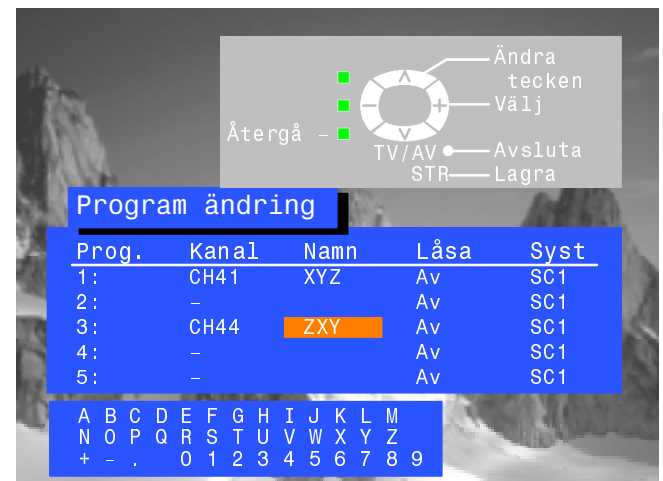 Ändra
tecken
Välj
Återgå –
TV/AV Avsluta
STR Lagra
Program ändring
Prog. Kanal Namn Låsa Syst
1: CH41 XYZ Av SC1
2: – Av SC1
3: CH44 ZXY Av SC1
4: – Av SC1
5: – Av SC1
A B C D E F G H I J K L M
N O P Q R S T U V W X Y Z
+ – . 0 1 2 3 4 5 6 7 8 9